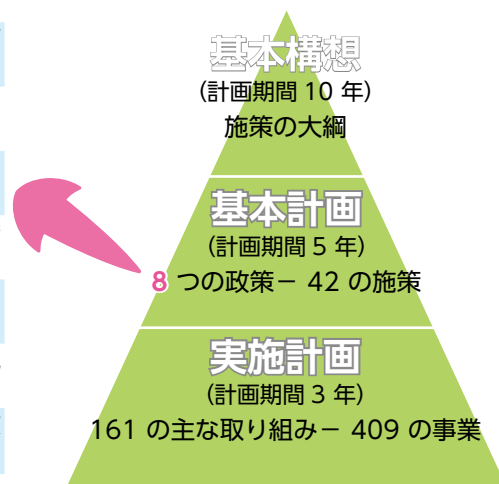 基本構想
(計画期間 10 年)
施策の大綱
基本計画
(計画期間 5 年)
8 つの政策− 42 の施策
実施計画
(計画期間 3 年)
161 の主な取り組み− 409 の事業